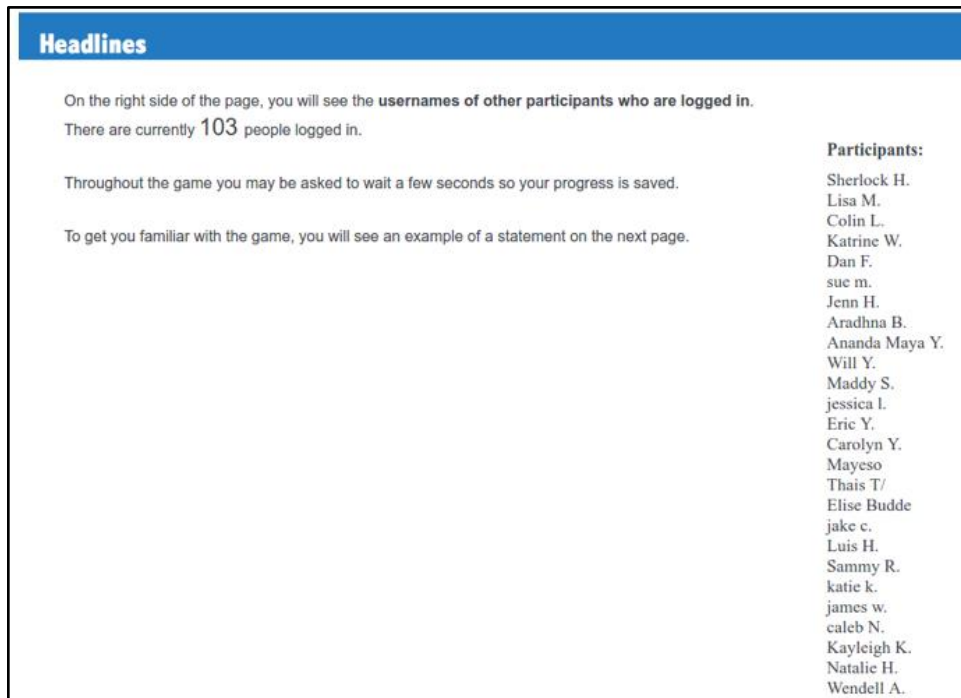 Headlines
On the right side of the page, you will see the usernames of other participants who are logged in.
There are currently 103 people logged in.
Throughout the game you may be asked to wait a few seconds so your progress is saved.
To get you familiar with the game, you will see an example of a statement on the next page.
Participants:
Sherlock H.
Lisa M.
Colin L.
Katrine W.
Dan F.
sue m.
Jenn H.
Aradhna B.
Ananda Maya Y.
Will Y.
Maddy S.
jessica l.
Eric Y.
Carolyn Y.
Mayeso
Thais T/
Elise Budde
jake c.
Luis H.
Sammy R.
katie k.
james w.
caleb N.
Kayleigh K.
Natalie H.
Wendell A.